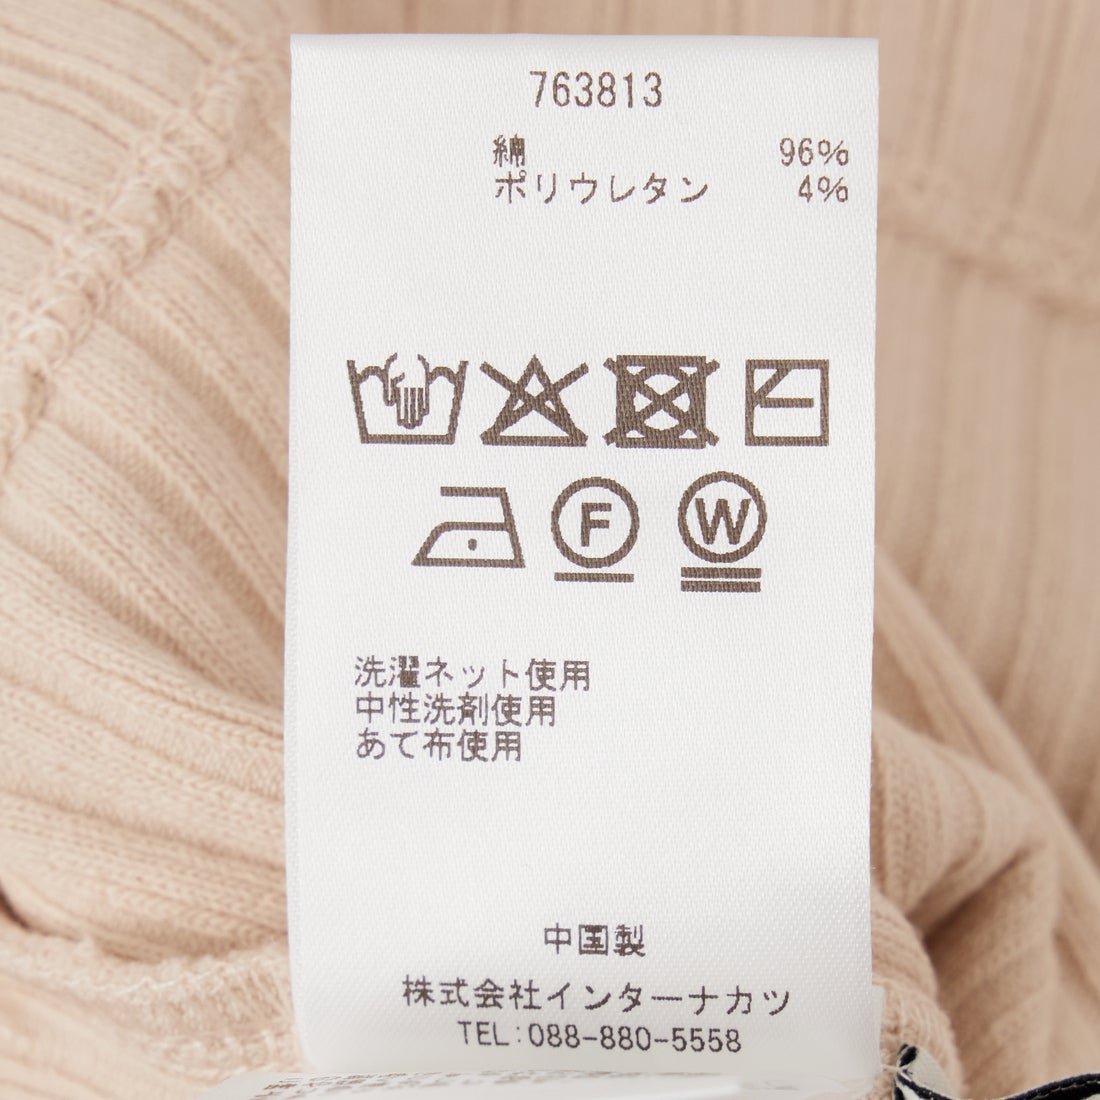 763813
綿 96%
ポリウレタン 4%
F W
洗濯ネット使用
中性洗剤使用
あて布使用
中国製
株式会社インターナカツ
TEL:088-880-5558